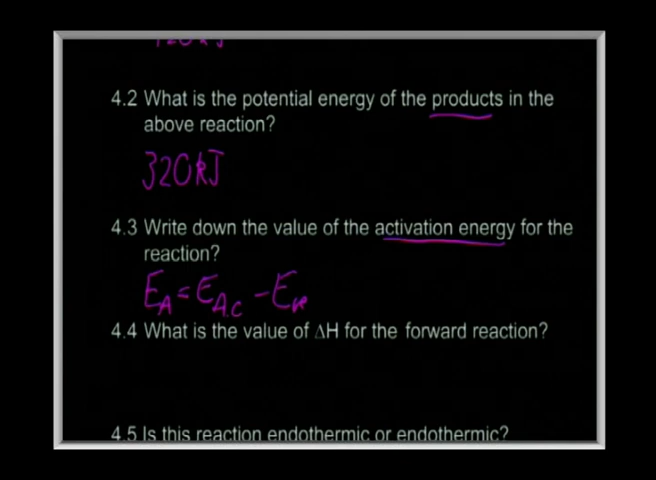 4.2 What is the potential energy of the products in the
above reaction?
320kJ
4.3 Write down the value of the activation energy for the
reaction?
EA = EA.C - ER
4.4 What is the value of ΔH for the forward reaction?
4.5 Is this reaction endothermic or endothermic?